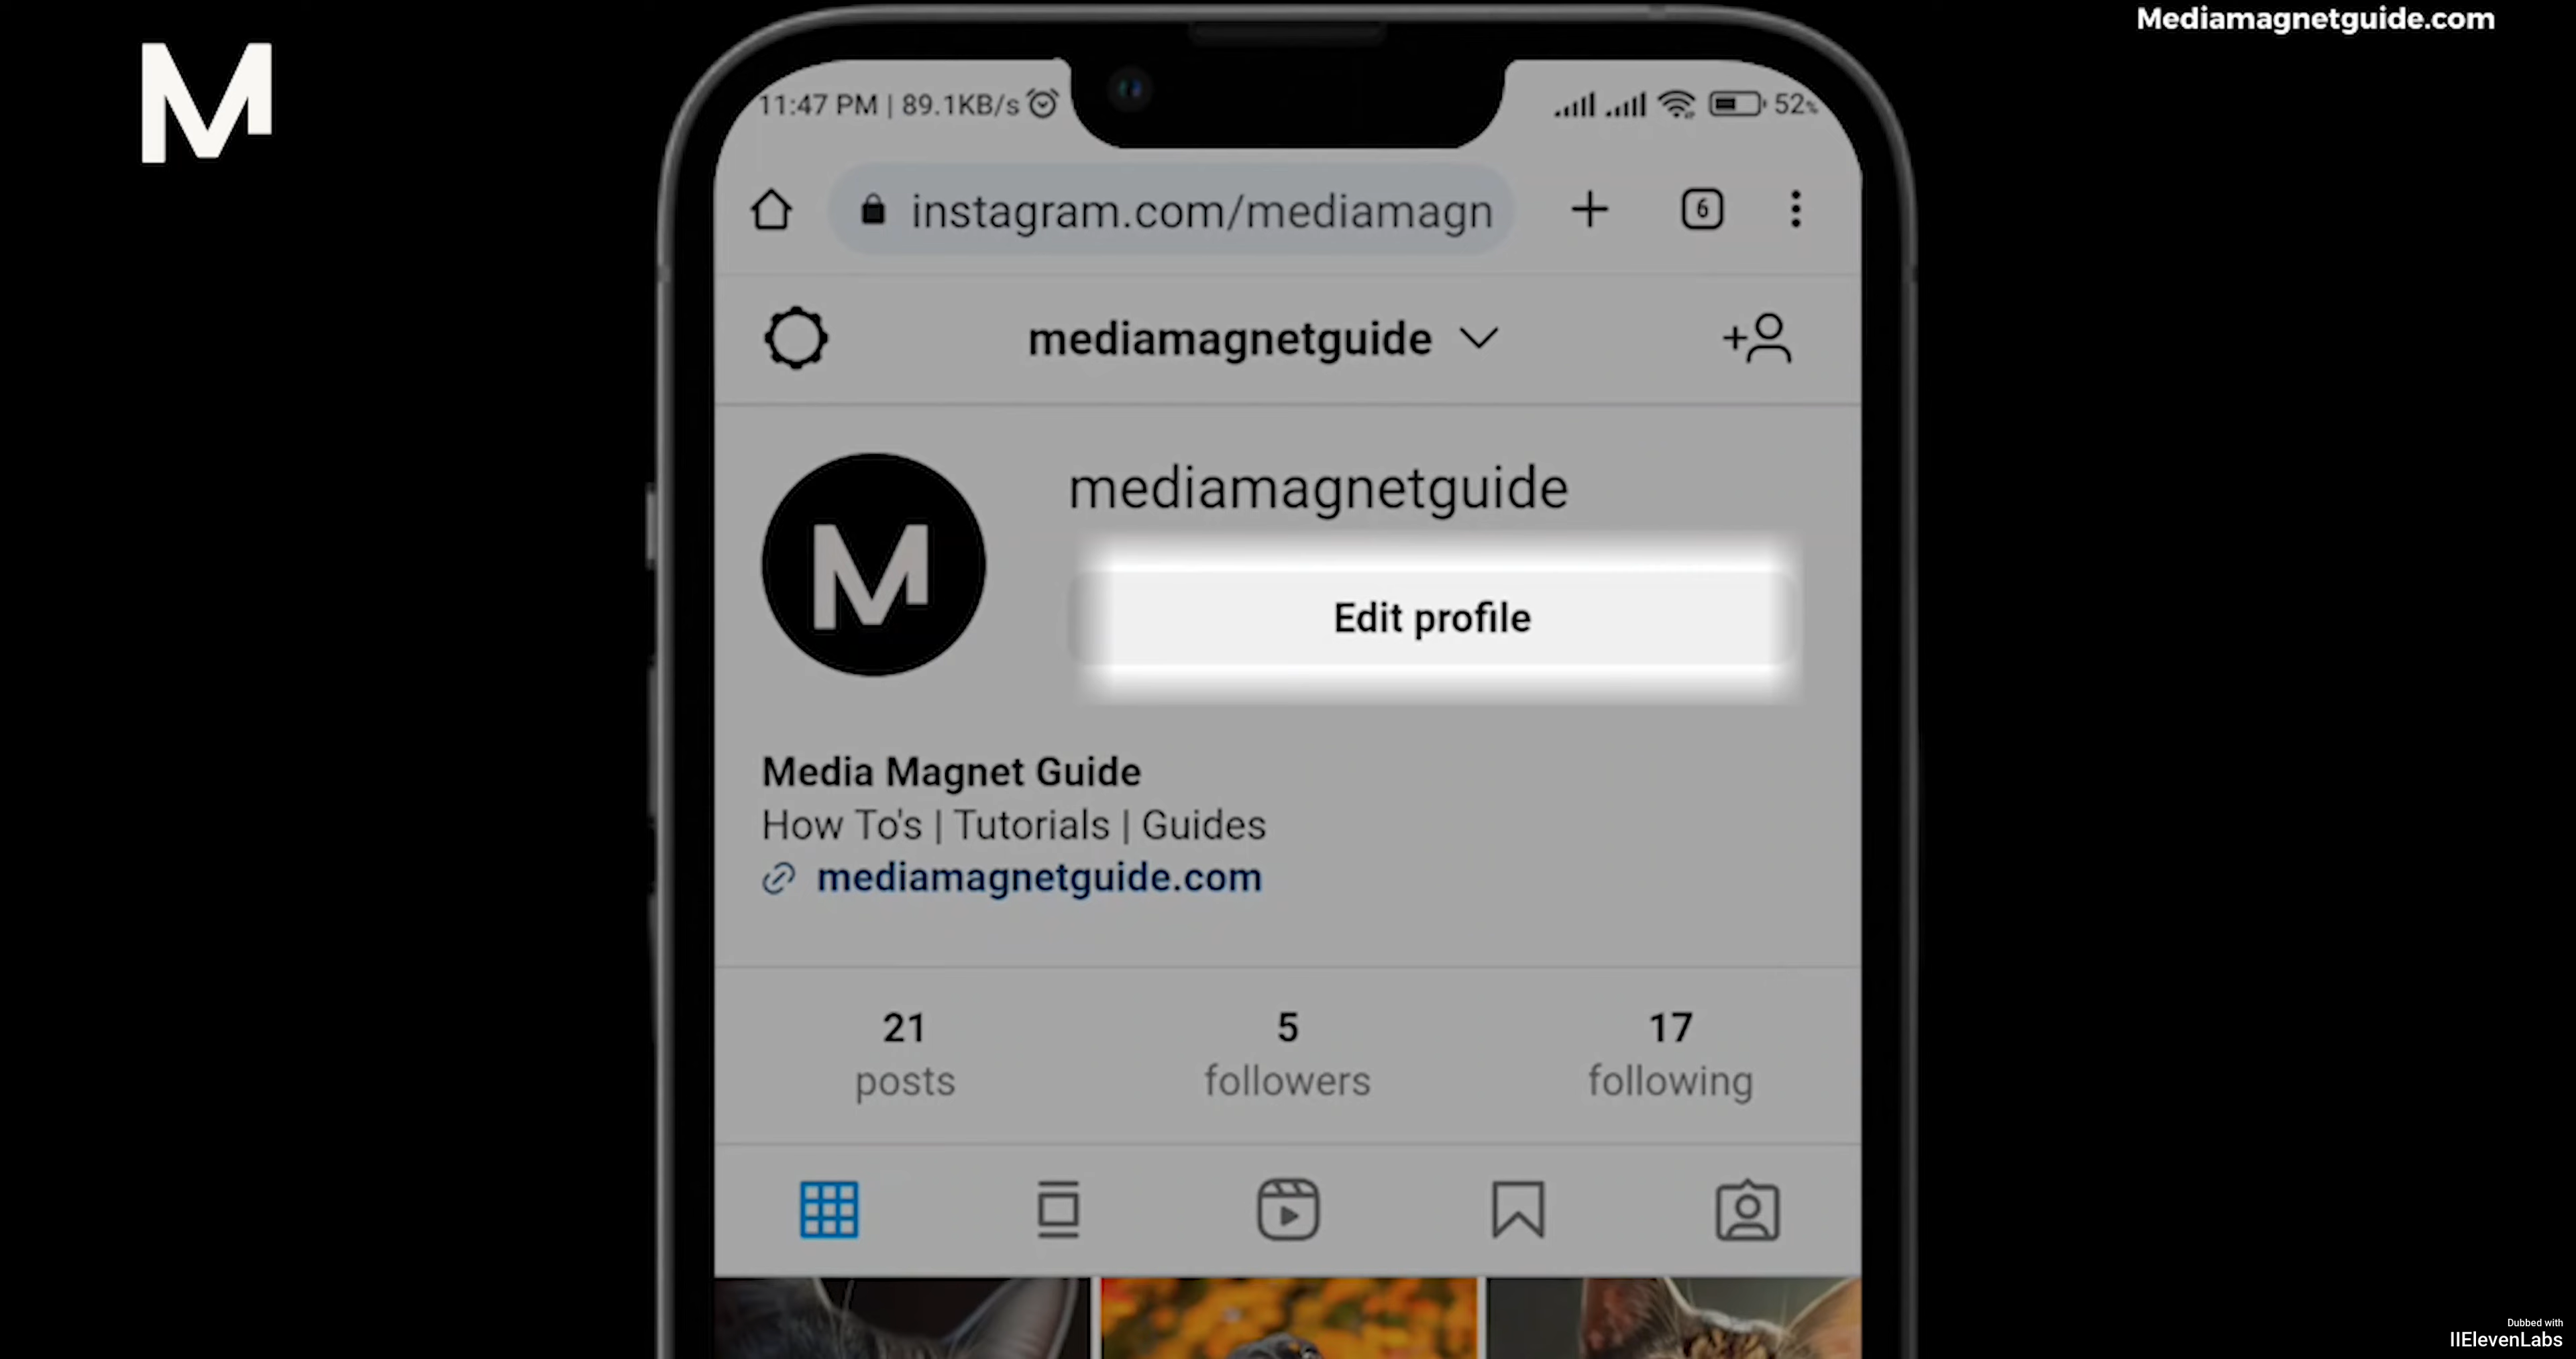 M
Mediamagnetguide.com
11:47 PM | 89.1KB/s
52%
instagram.com/mediamagn
6
mediamagnetguide
M
mediamagnetguide
Edit profile
Media Magnet Guide
How To's | Tutorials | Guides
mediamagnetguide.com
21 5 17
posts followers following
Dubbed with
IIElevenLabs